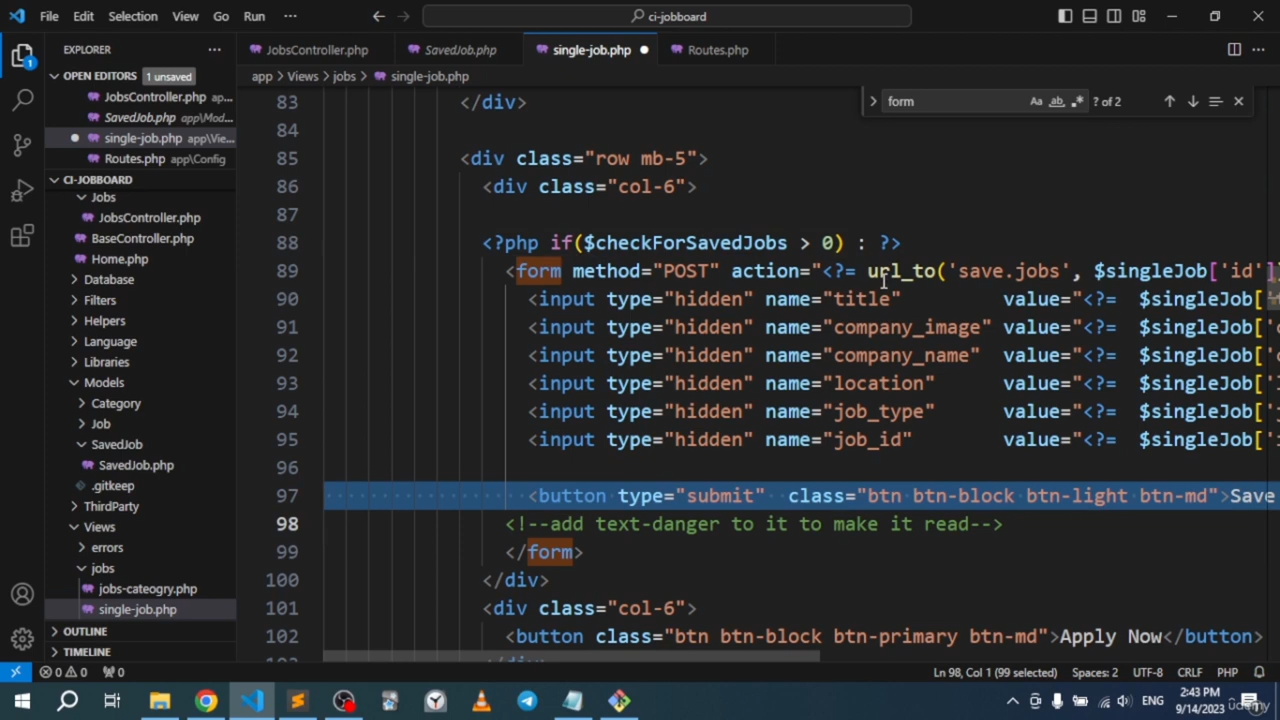 File Edit Selection View Go Run ··· ci-jobboard
EXPLORER ··· JobsController.php SavedJob.php single-job.php Routes.php
OPEN EDITORS 1 unsaved app > Views > jobs > single-job.php
JobsController.php ap...
SavedJob.php app\Mod...
single-job.php app\Vie...
Routes.php app\Config
form Aa ab .* ? of 2
CI-JOBBOARD
Jobs
JobsController.php
BaseController.php
Home.php
Database
Filters
Helpers
Language
Libraries
Models
Category
Job
SavedJob
SavedJob.php
.gitkeep
ThirdParty
Views
errors
jobs
jobs-cateogry.php
single-job.php
OUTLINE
TIMELINE
83 </div>
84
85 <div class="row mb-5">
86 <div class="col-6">
87
88 <?php if($checkForSavedJobs > 0) : ?>
89 <form method="POST" action="<?= url_to('save.jobs', $singleJob['id']
90 <input type="hidden" name="title" value="<?= $singleJob[
91 <input type="hidden" name="company_image" value="<?= $singleJob[
92 <input type="hidden" name="company_name" value="<?= $singleJob[
93 <input type="hidden" name="location" value="<?= $singleJob[
94 <input type="hidden" name="job_type" value="<?= $singleJob[
95 <input type="hidden" name="job_id" value="<?= $singleJob[
96
97 <button type="submit" class="btn btn-block btn-light btn-md">Save
98 <!--add text-danger to it to make it read-->
99 </form>
100 </div>
101 <div class="col-6">
102 <button class="btn btn-block btn-primary btn-md">Apply Now</button>
0 0 0 Ln 98, Col 1 (99 selected) Spaces: 2 UTF-8 CRLF PHP
ENG 2:43 PM
9/14/2023
udemy